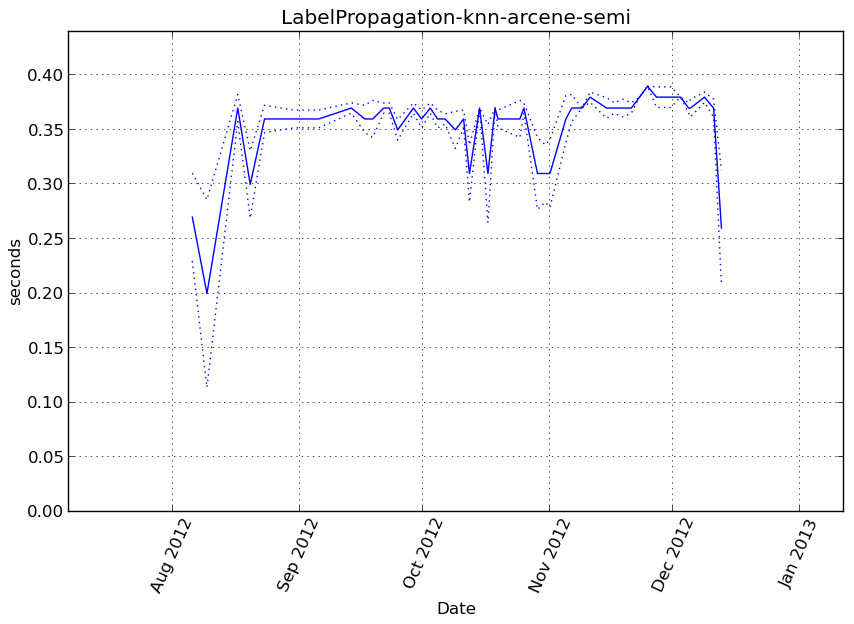 LabelPropagation-knn-arcene-semi
0.40
0.35
0.30
0.25
0.20
0.15
0.10
0.05
0.00
seconds
Aug 2012
Sep 2012
Oct 2012
Nov 2012
Dec 2012
Jan 2013
Date